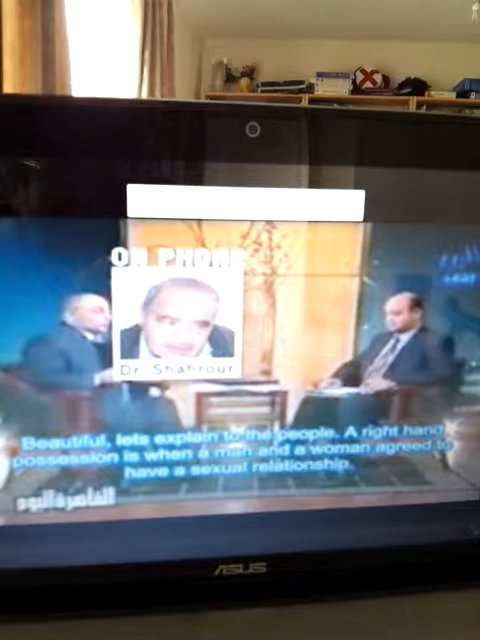 ON PHONE
Dr. Shahrour
Beautiful, lets explain to the people. A right hand
possession is when a man and a woman agreed to
have a sexual relationship.
القاهرة اليوم
ASUS